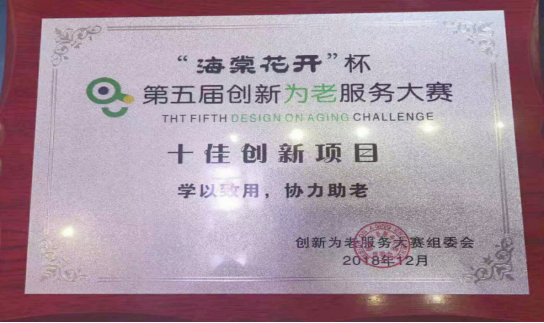 “海棠花开”杯
第五届创新为老服务大赛
THT FIFTH DESIGN ON AGING CHALLENGE
十佳创新项目
学以致用，协力助老
创新为老服务大赛组委会
2018年12月